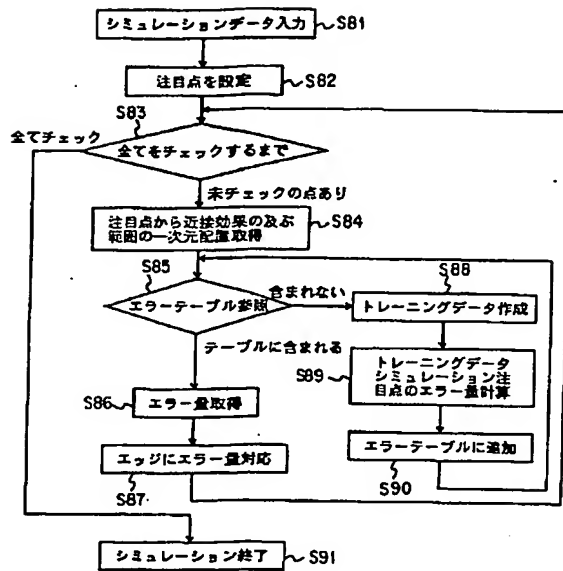 シミュレーションデータ入力
S81
注目点を設定
S82
S83
全てチェック
全てをチェックするまで
未チェックの点あり
注目点から近接効果の及ぶ
範囲の一次元配置取得
S84
S85
エラーテーブル参照
含まれない
S88
トレーニングデータ作成
テーブルに含まれる
トレーニングデータ
シミュレーション注
目点のエラー量計算
S89
S86
エラー量取得
エラーテーブルに追加
S90
エッジにエラー量対応
S87
シミュレーション終了
S91